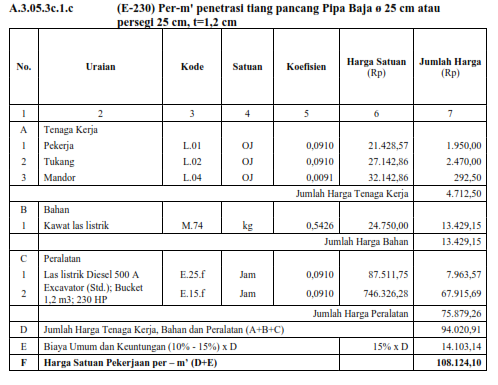 A.3.05.3c.1.c (E-230) Per-m' penetrasi tiang pancang Pipa Baja ø 25 cm atau
persegi 25 cm, t=1,2 cm
No. Uraian Kode Satuan Koefisien Harga Satuan (Rp) Jumlah Harga (Rp)
1 2 3 4 5 6 7
A Tenaga Kerja
1 Pekerja L.01 OJ 0,0910 21.428,57 1.950,00
2 Tukang L.02 OJ 0,0910 27.142,86 2.470,00
3 Mandor L.04 OJ 0,0091 32.142,86 292,50
Jumlah Harga Tenaga Kerja 4.712,50
B Bahan
1 Kawat las listrik M.74 kg 0,5426 24.750,00 13.429,15
Jumlah Harga Bahan 13.429,15
C Peralatan
1 Las listrik Diesel 500 A E.25.f Jam 0,0910 87.511,75 7.963,57
2 Excavator (Std.); Bucket
1,2 m3; 230 HP E.15.f Jam 0,0910 746.326,28 67.915,69
Jumlah Harga Peralatan 75.879,26
D Jumlah Harga Tenaga Kerja, Bahan dan Peralatan (A+B+C) 94.020,91
E Biaya Umum dan Keuntungan (10% - 15%) x D 15% x D 14.103,14
F Harga Satuan Pekerjaan per – m' (D+E) 108.124,10